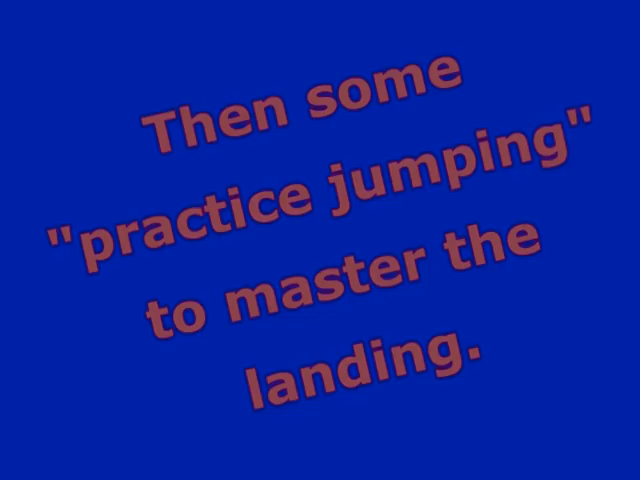 Then some
"practice jumping"
to master the
landing.